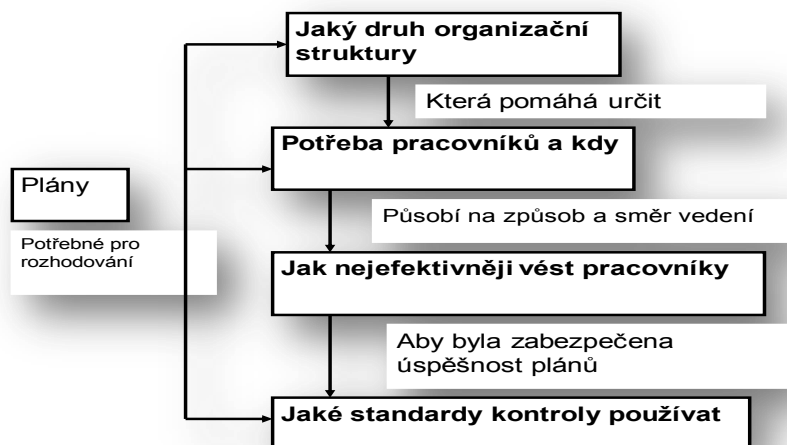 Jaký druh organizační
struktury
Která pomáhá určit
Potřeba pracovníků a kdy
Plány
Potřebné pro
rozhodování
Působí na způsob a směr vedení
Jak nejefektivněji vést pracovníky
Aby byla zabezpečena
úspěšnost plánů
Jaké standardy kontroly používat